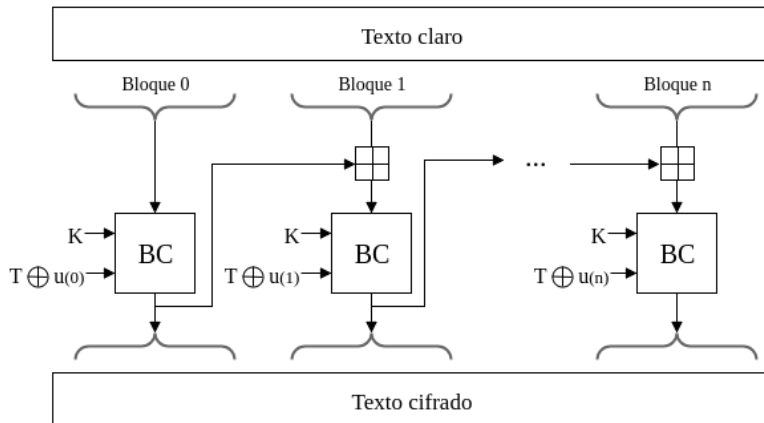 Texto claro
Bloque 0 Bloque 1 Bloque n
...
K BC K BC K BC
T ⊕ u(0) T ⊕ u(1) T ⊕ u(n)
Texto cifrado